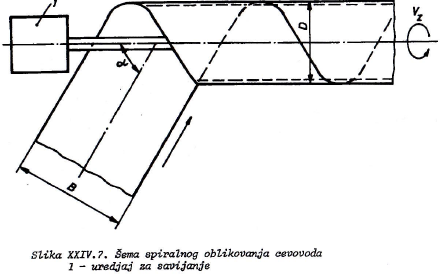 1
D
V_z
α
B
Slika XXIV.7. Šema spiralnog oblikovanja cevovoda
1 - uredjaj za savijanje